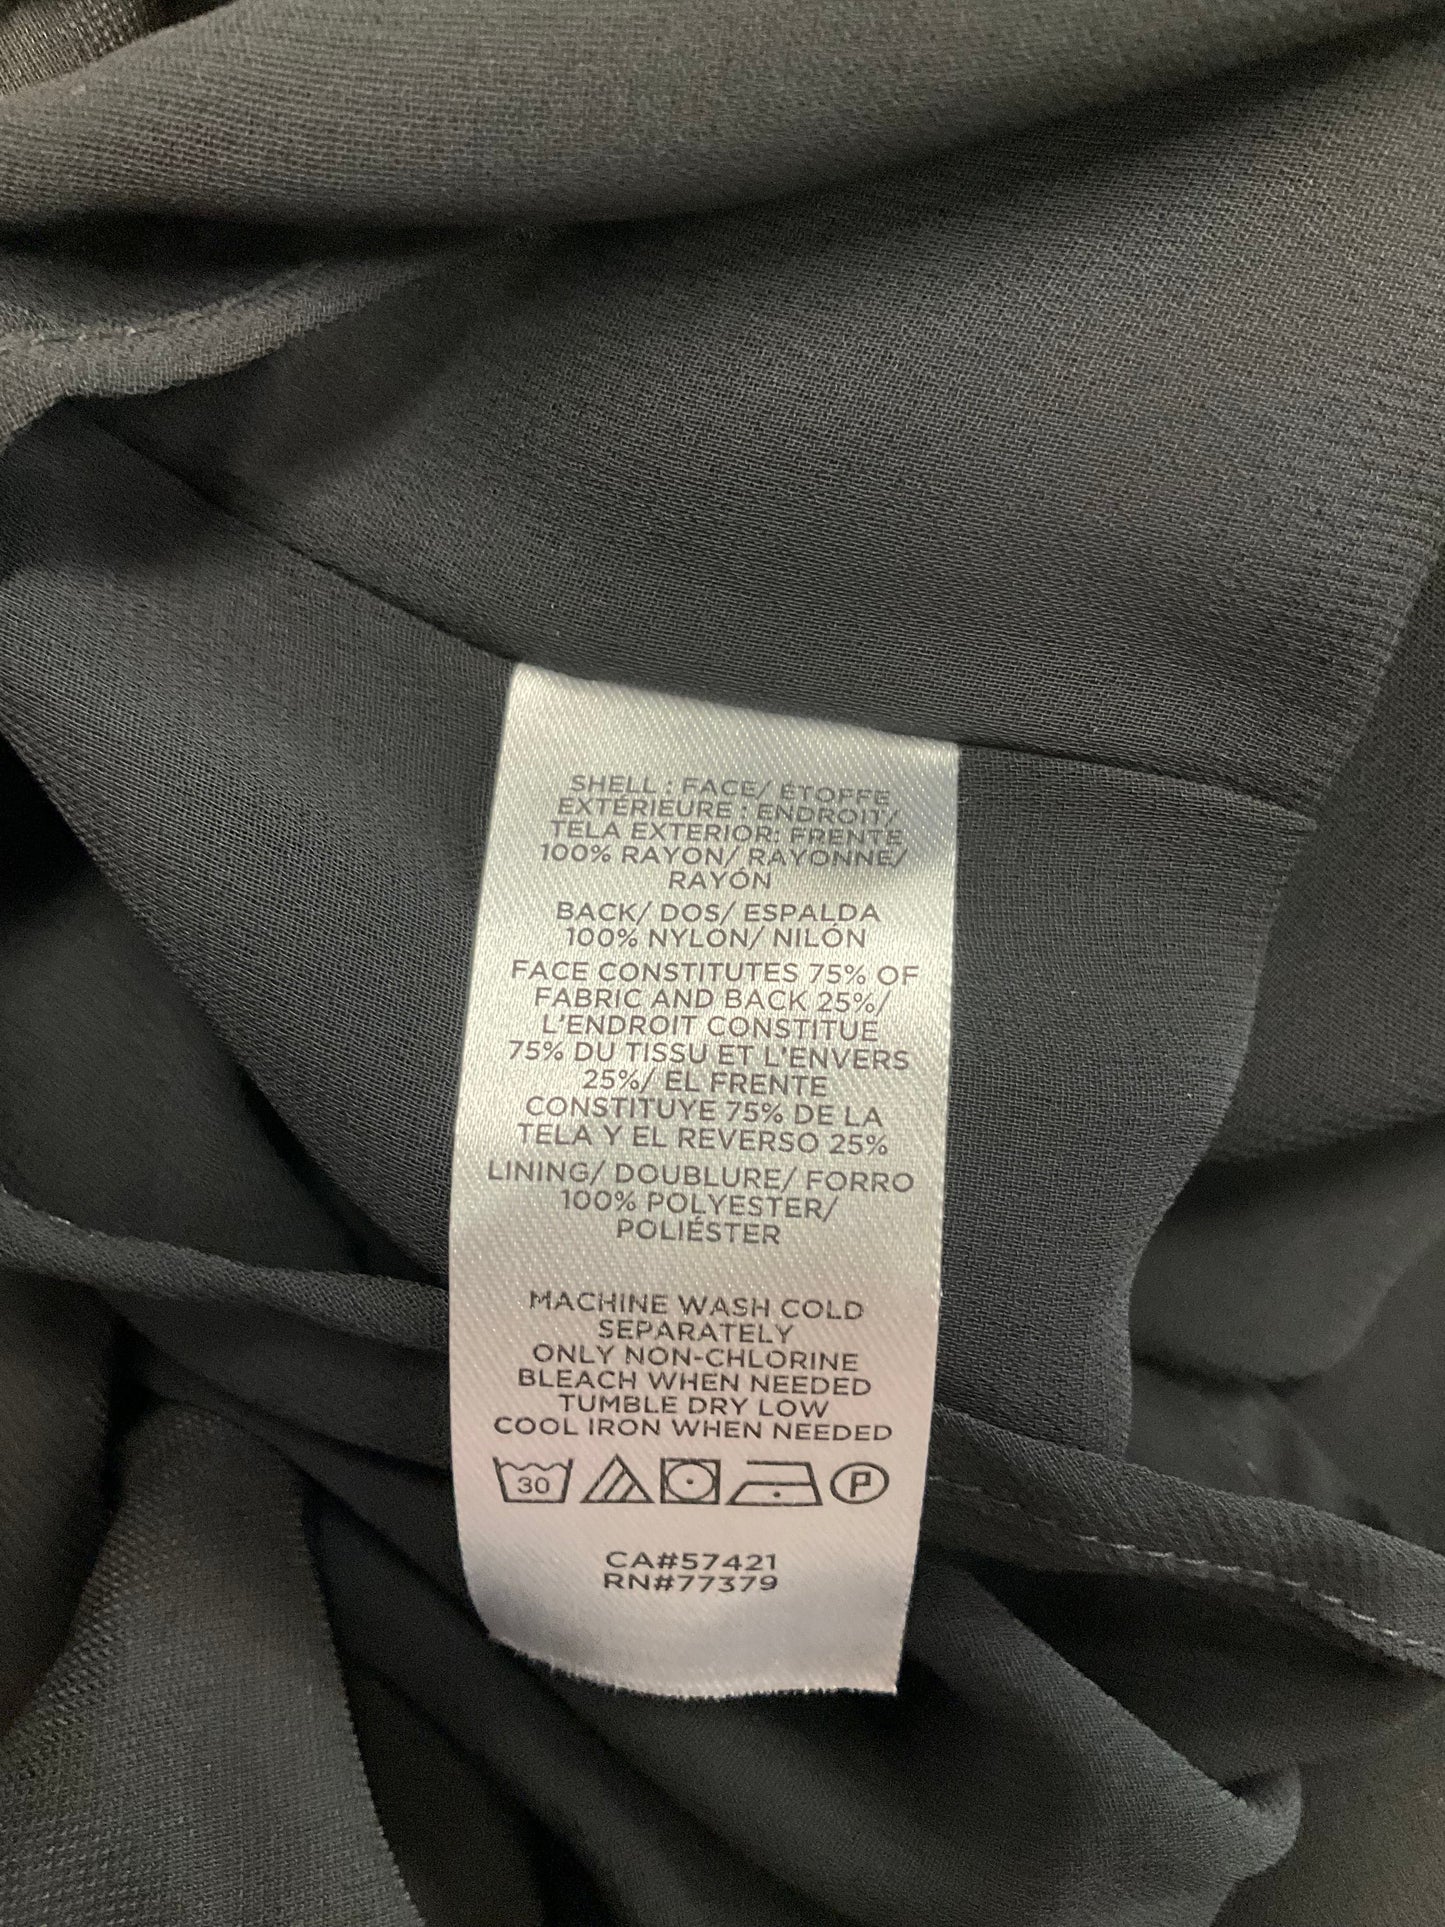 SHELL : FACE/ ÉTOFFE
EXTÉRIEURE : ENDROIT/
TELA EXTERIOR: FRENTE
100% RAYON/ RAYONNE/
RAYÓN
BACK/ DOS/ ESPALDA
100% NYLON/ NILÓN
FACE CONSTITUTES 75% OF
FABRIC AND BACK 25%/
L'ENDROIT CONSTITUE
75% DU TISSU ET L'ENVERS
25%/ EL FRENTE
CONSTITUYE 75% DE LA
TELA Y EL REVERSO 25%
LINING/ DOUBLURE/ FORRO
100% POLYESTER/
POLIÉSTER
MACHINE WASH COLD
SEPARATELY
ONLY NON-CHLORINE
BLEACH WHEN NEEDED
TUMBLE DRY LOW
COOL IRON WHEN NEEDED
30 P
CA#57421
RN#77379